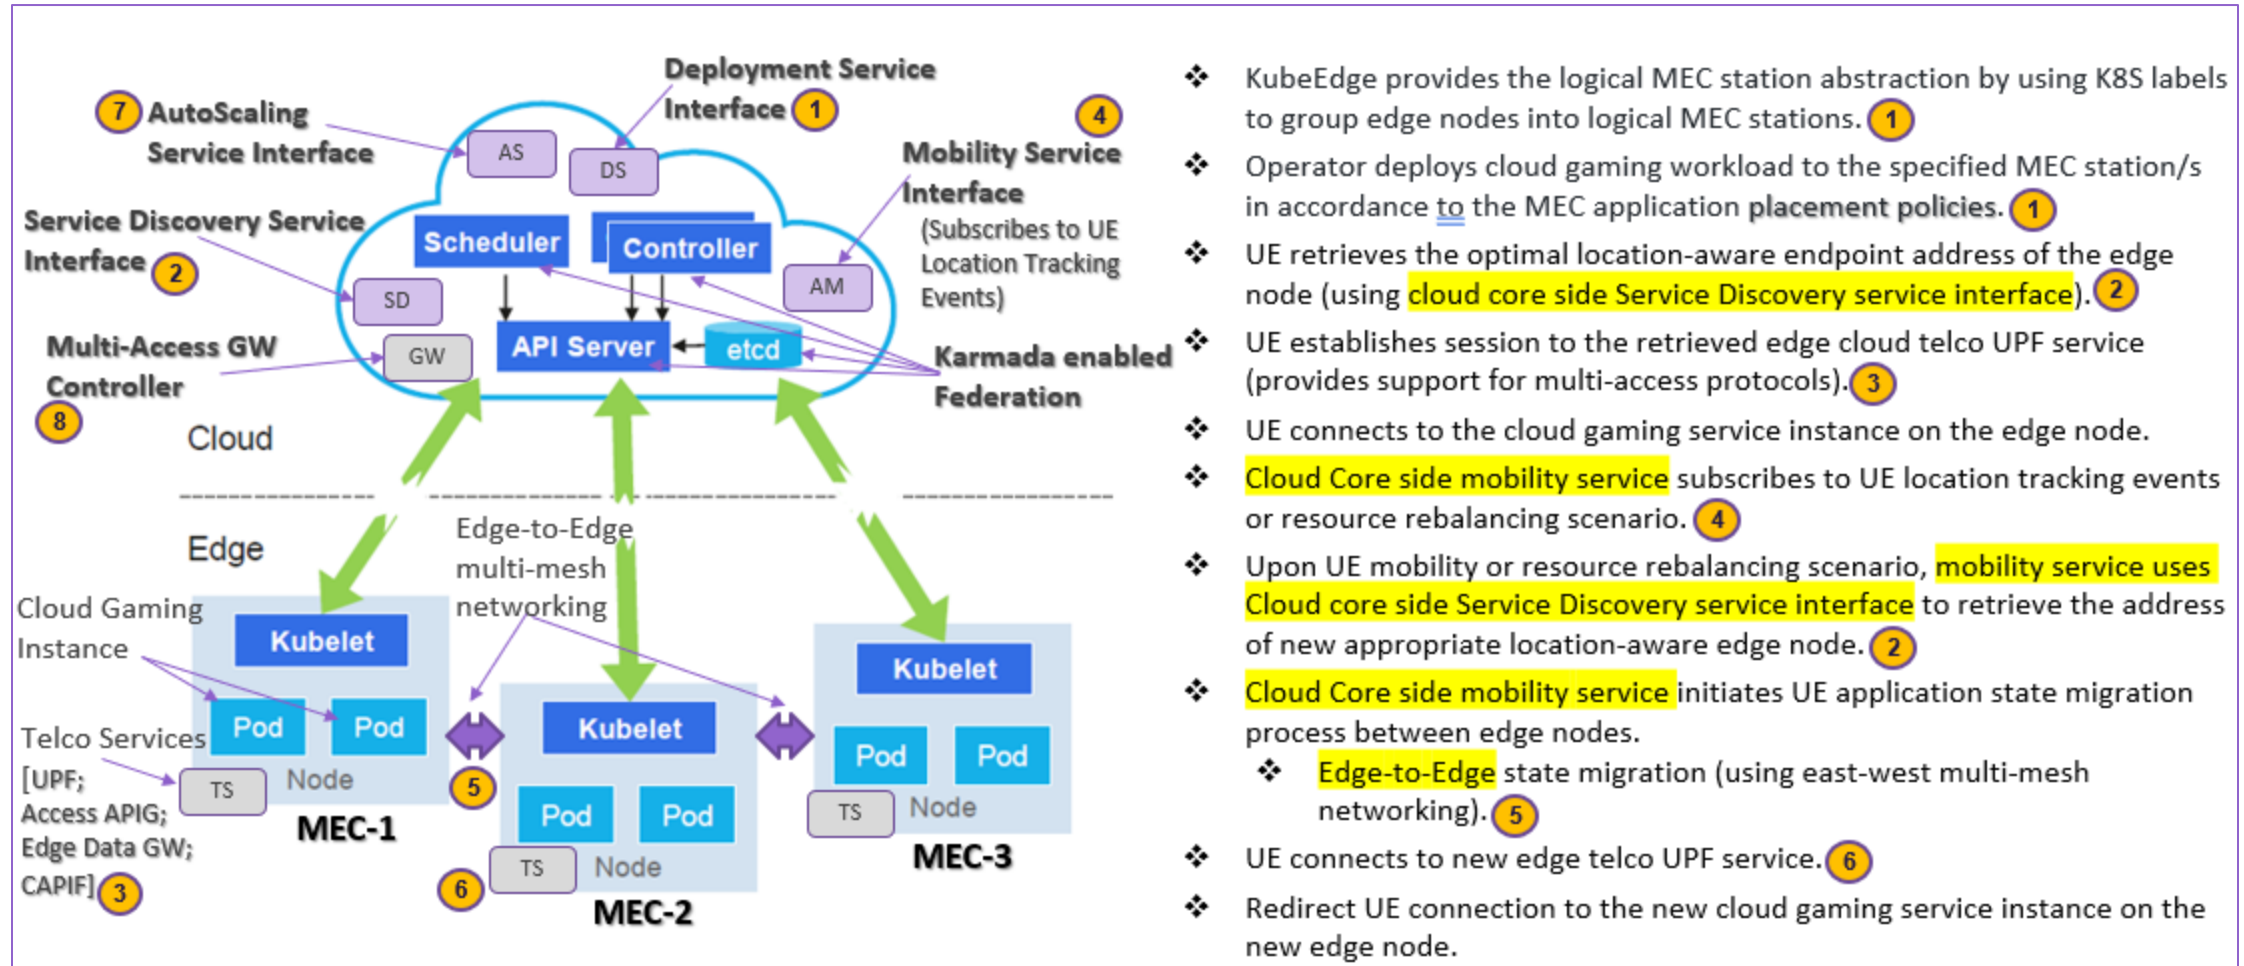 Deployment Service
Interface 1
7 AutoScaling
Service Interface
4
Mobility Service
Interface
(Subscribes to UE
Location Tracking
Events)
AS
DS
Service Discovery Service
Interface 2
Scheduler
Controller
SD
AM
Multi-Access GW
Controller
8
GW
API Server
etcd
Karmada enabled
Federation
Cloud
Edge
Edge-to-Edge
multi-mesh
networking
Cloud Gaming
Instance
Kubelet
Pod
Pod
Telco Services
[UPF;
Access APIG;
Edge Data GW;
CAPIF] 3
TS
Node
MEC-1
5
Kubelet
Pod
Pod
6
TS
Node
MEC-2
Kubelet
Pod
Pod
TS
Node
MEC-3
❖ KubeEdge provides the logical MEC station abstraction by using K8S labels
to group edge nodes into logical MEC stations. 1
❖ Operator deploys cloud gaming workload to the specified MEC station/s
in accordance to the MEC application placement policies. 1
❖ UE retrieves the optimal location-aware endpoint address of the edge
node (using cloud core side Service Discovery service interface). 2
❖ UE establishes session to the retrieved edge cloud telco UPF service
(provides support for multi-access protocols). 3
❖ UE connects to the cloud gaming service instance on the edge node.
❖ Cloud Core side mobility service subscribes to UE location tracking events
or resource rebalancing scenario. 4
❖ Upon UE mobility or resource rebalancing scenario, mobility service uses
Cloud core side Service Discovery service interface to retrieve the address
of new appropriate location-aware edge node. 2
❖ Cloud Core side mobility service initiates UE application state migration
process between edge nodes.
❖ Edge-to-Edge state migration (using east-west multi-mesh
networking). 5
❖ UE connects to new edge telco UPF service. 6
❖ Redirect UE connection to the new cloud gaming service instance on the
new edge node.